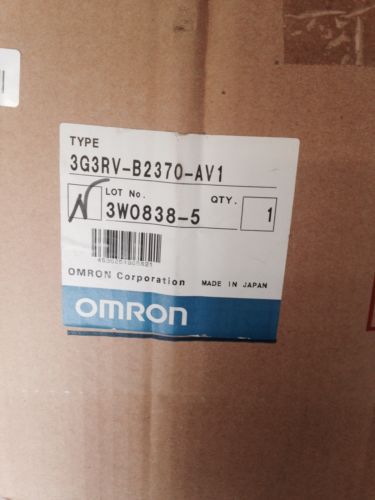 TYPE
3G3RV-B2370-AV1
LOT No.
QTY.
3W0838-5
1
OMRON Corporation
MADE IN JAPAN
OMRON